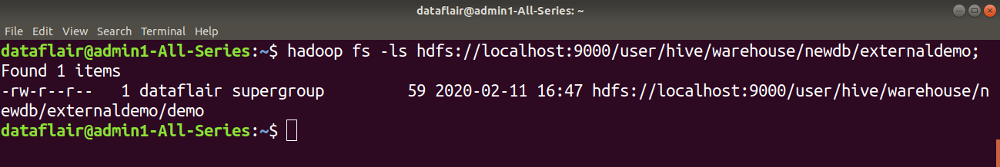 dataflair@admin1-All-Series: ~
File Edit View Search Terminal Help
dataflair@admin1-All-Series:~$ hadoop fs -ls hdfs://localhost:9000/user/hive/warehouse/newdb/externaldemo;
Found 1 items
-rw-r--r--   1 dataflair supergroup         59 2020-02-11 16:47 hdfs://localhost:9000/user/hive/warehouse/n
ewdb/externaldemo/demo
dataflair@admin1-All-Series:~$